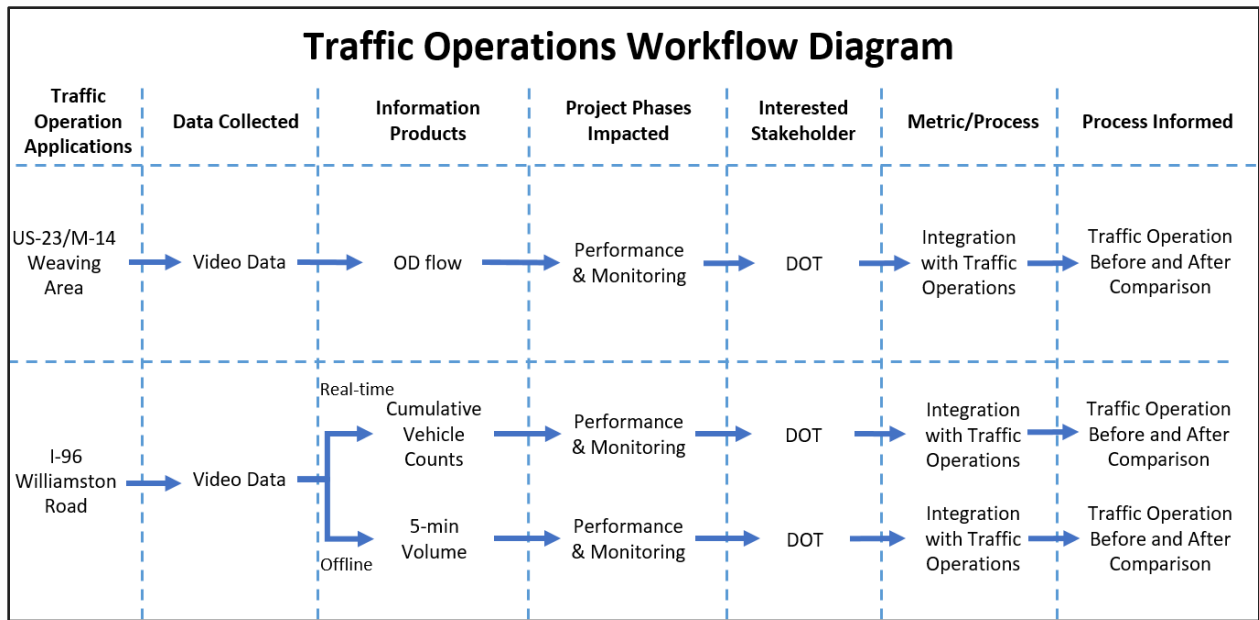 Traffic Operations Workflow Diagram
Traffic
Operation
Applications
Data Collected
Information
Products
Project Phases
Impacted
Interested
Stakeholder
Metric/Process
Process Informed
US-23/M-14
Weaving
Area
Video Data
OD flow
Performance
& Monitoring
DOT
Integration
with Traffic
Operations
Traffic Operation
Before and After
Comparison
I-96
Williamston
Road
Video Data
Real-time
Cumulative
Vehicle
Counts
Performance
& Monitoring
DOT
Integration
with Traffic
Operations
Traffic Operation
Before and After
Comparison
Offline
5-min
Volume
Performance
& Monitoring
DOT
Integration
with Traffic
Operations
Traffic Operation
Before and After
Comparison